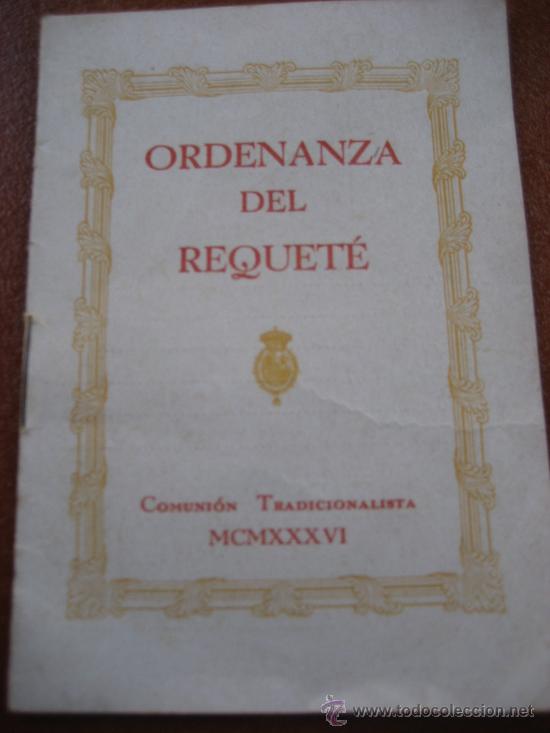 ORDENANZA
DEL
REQUETÉ
COMUNIÓN TRADICIONALISTA
MCMXXXVI
www.todocoleccion.net